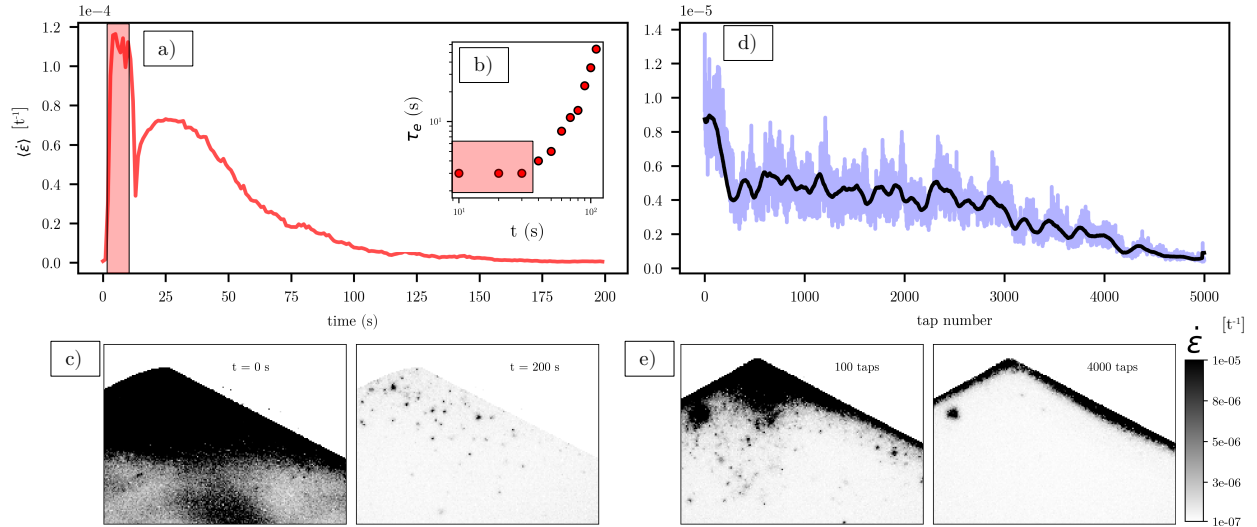 1e−4
a)
1.2
1.0
0.8
0.6
0.4
0.2
0.0
⟨ε̇⟩ [t⁻¹]
0 25 50 75 100 125 150 175 200
time (s)
b)
τₑ (s)
10¹
10¹ 10²
t (s)
1e−5
d)
1.4
1.2
1.0
0.8
0.6
0.4
0.2
0.0
0 1000 2000 3000 4000 5000
tap number
c)
t = 0 s
t = 200 s
e)
100 taps
4000 taps
ε̇ [t⁻¹]
1e-05
8e-06
5e-06
3e-06
1e-07